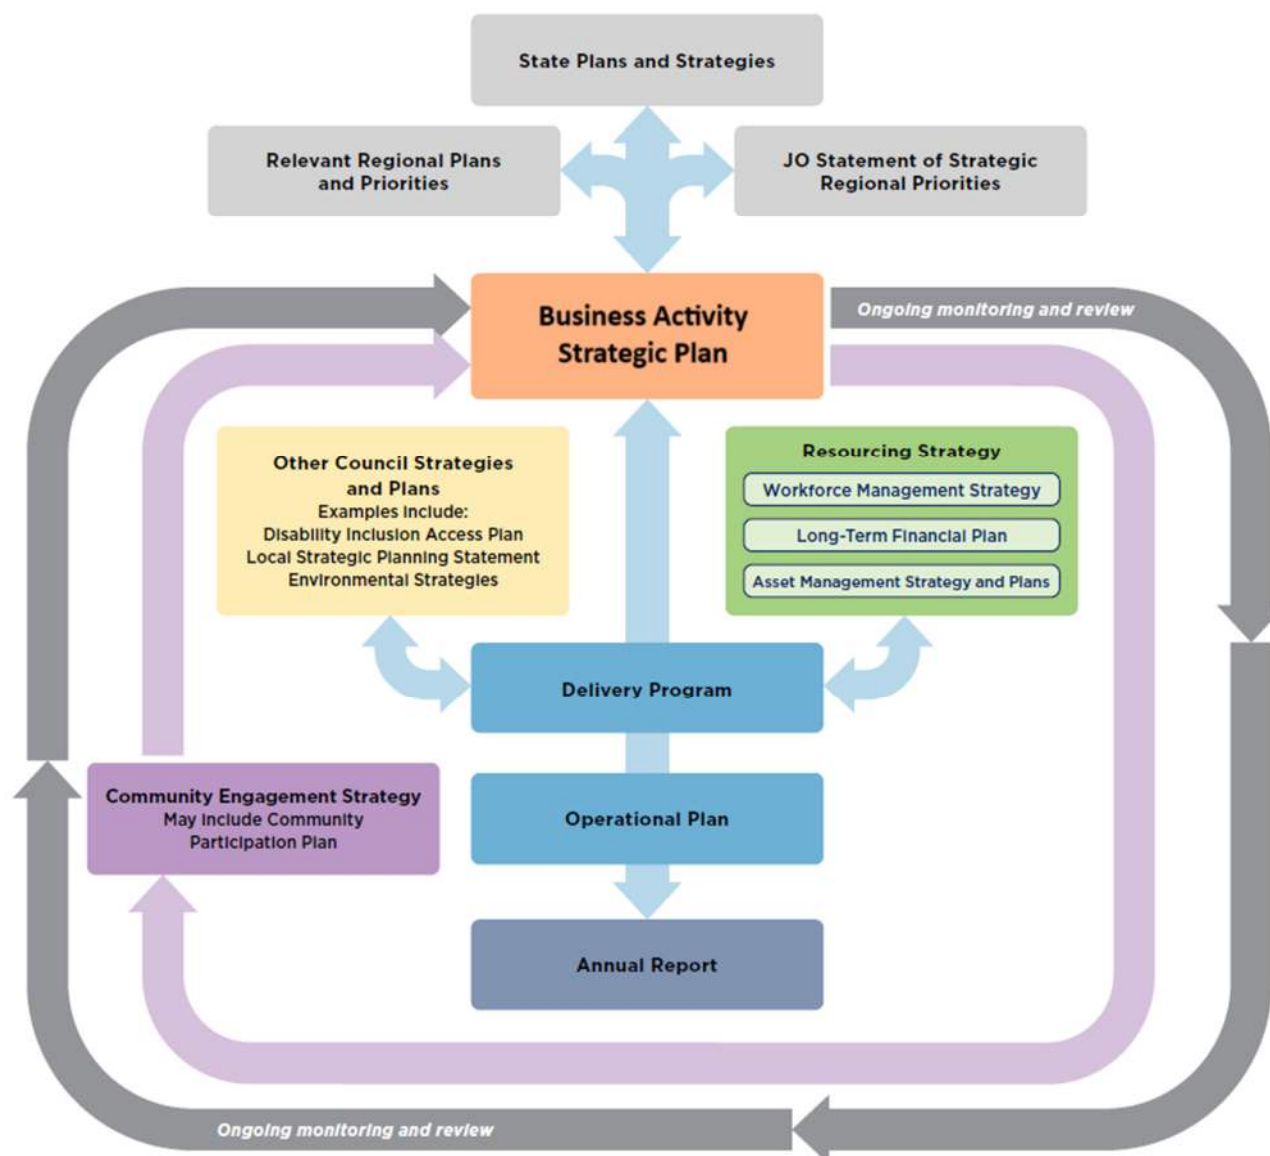 State Plans and Strategies
Relevant Regional Plans
and Priorities
JO Statement of Strategic
Regional Priorities
Business Activity
Strategic Plan
Ongoing monitoring and review
Other Council Strategies
and Plans
Examples include:
Disability Inclusion Access Plan
Local Strategic Planning Statement
Environmental Strategies
Resourcing Strategy
Workforce Management Strategy
Long-Term Financial Plan
Asset Management Strategy and Plans
Delivery Program
Community Engagement Strategy
May include Community
Participation Plan
Operational Plan
Annual Report
Ongoing monitoring and review